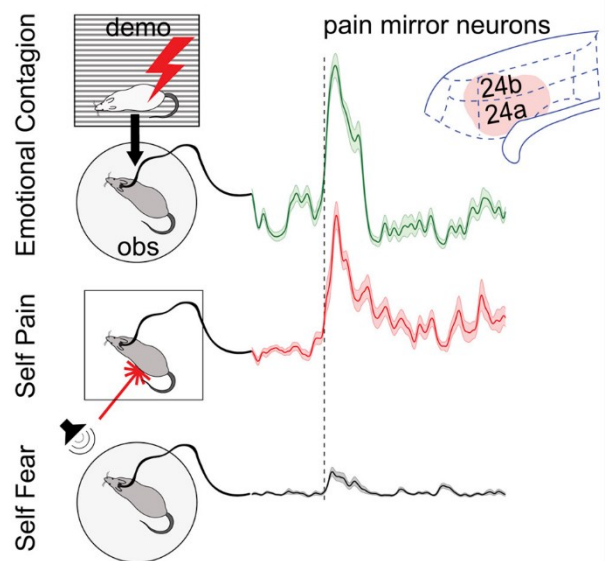 demo
pain mirror neurons
24b
24a
Emotional Contagion
obs
Self Pain
Self Fear